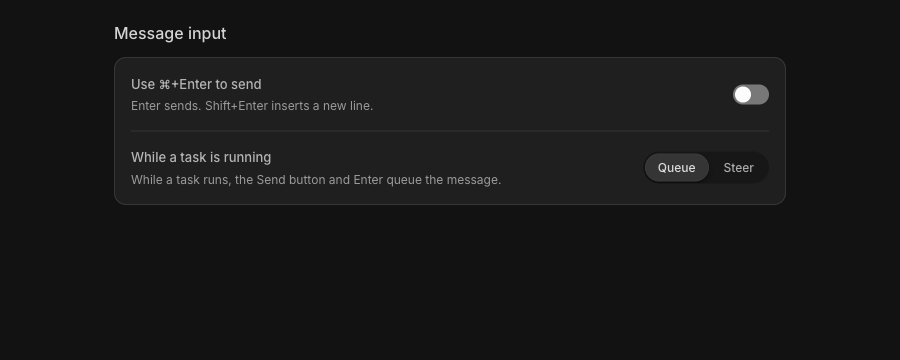 Message input
Use ⌘+Enter to send
Enter sends. Shift+Enter inserts a new line.
While a task is running
While a task runs, the Send button and Enter queue the message.
Queue
Steer